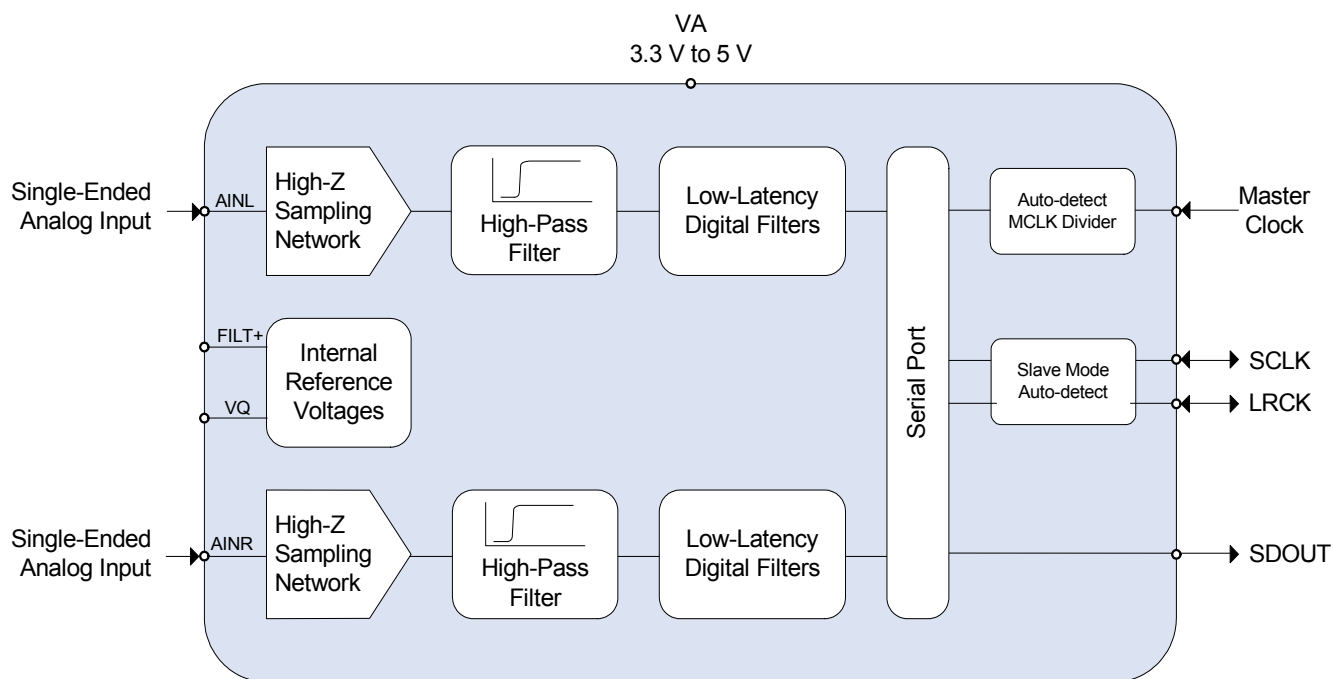 VA
3.3 V to 5 V
Single-Ended
Analog Input
AINL
High-Z
Sampling
Network
High-Pass
Filter
Low-Latency
Digital Filters
Auto-detect
MCLK Divider
Master
Clock
FILT+
VQ
Internal
Reference
Voltages
Serial Port
Slave Mode
Auto-detect
SCLK
LRCK
Single-Ended
Analog Input
AINR
High-Z
Sampling
Network
High-Pass
Filter
Low-Latency
Digital Filters
SDOUT